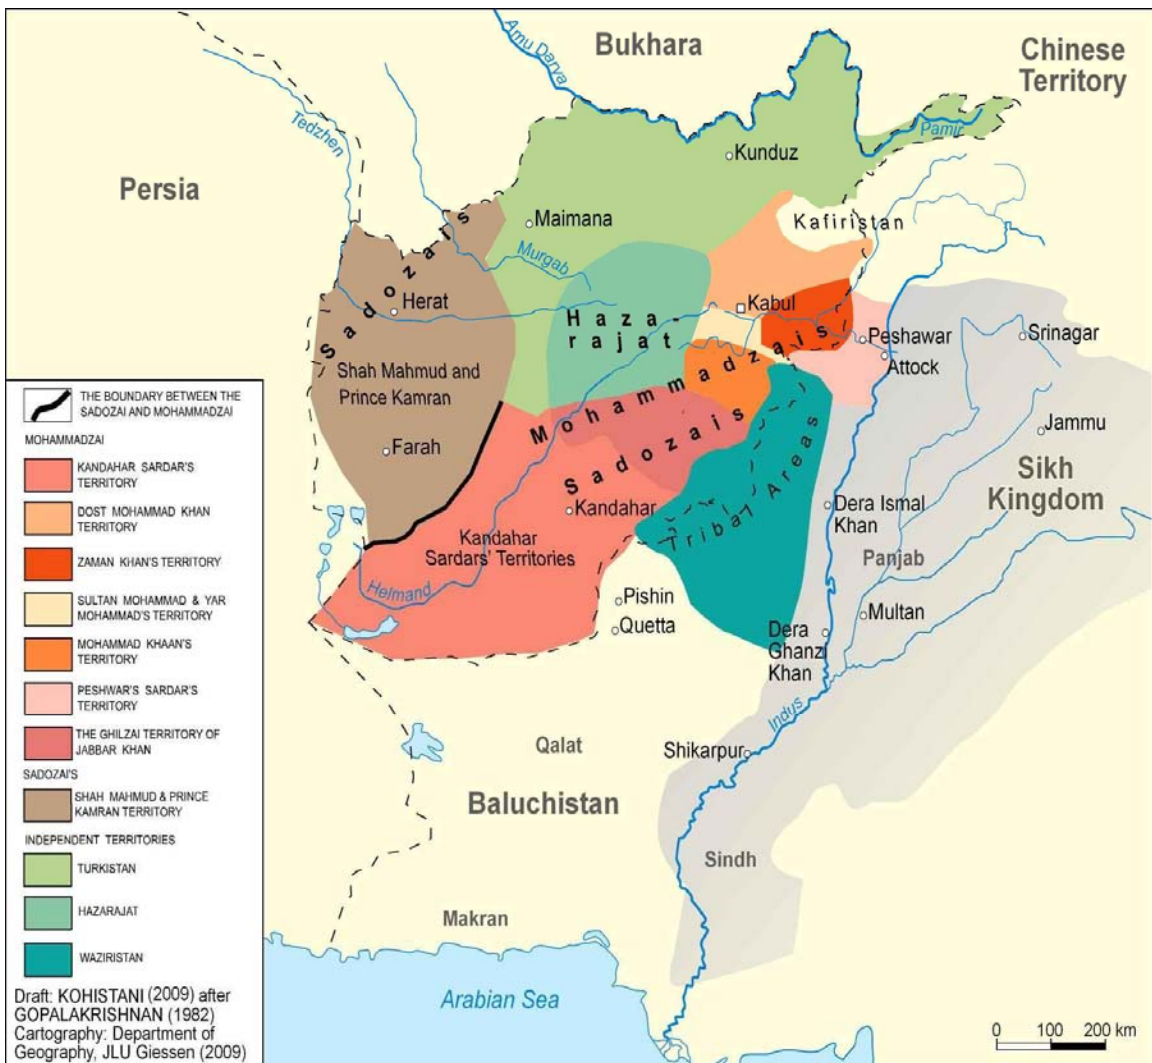 Bukhara
Chinese
Territory
Amu Darya
Tedzhen
Pamir
Kunduz
Persia
Maimana
Kafiristan
Murgab
Sadozais
Herat
Kabul
Haza-
rajat
Peshawar
Srinagar
Attock
Shah Mahmud and
Prince Kamran
Mohammadzais
Jammu
Farah
Sadozais
Sikh
Kingdom
Kandahar
Tribal Areas
Dera Ismal
Khan
Kandahar
Sardars' Territories
Panjab
Helmand
Pishin
Quetta
Multan
Dera
Ghanzi
Khan
Indus
Qalat
Shikarpur
Baluchistan
Sindh
Makran
Arabian Sea
0 100 200 km
THE BOUNDARY BETWEEN THE
SADOZAI AND MOHAMMADZAI
MOHAMMADZAI
KANDAHAR SARDAR'S
TERRITORY
DOST MOHAMMAD KHAN
TERRITORY
ZAMAN KHAN'S TERRITORY
SULTAN MOHAMMAD & YAR
MOHAMMAD'S TERRITORY
MOHAMMAD KHAAN'S
TERRITORY
PESHWAR'S SARDAR'S
TERRITORY
THE GHILZAI TERRITORY OF
JABBAR KHAN
SADOZAI'S
SHAH MAHMUD & PRINCE
KAMRAN TERRITORY
INDEPENDENT TERRITORIES
TURKISTAN
HAZARAJAT
WAZIRISTAN
Draft: KOHISTANI (2009) after
GOPALAKRISHNAN (1982)
Cartography: Department of
Geography, JLU Giessen (2009)